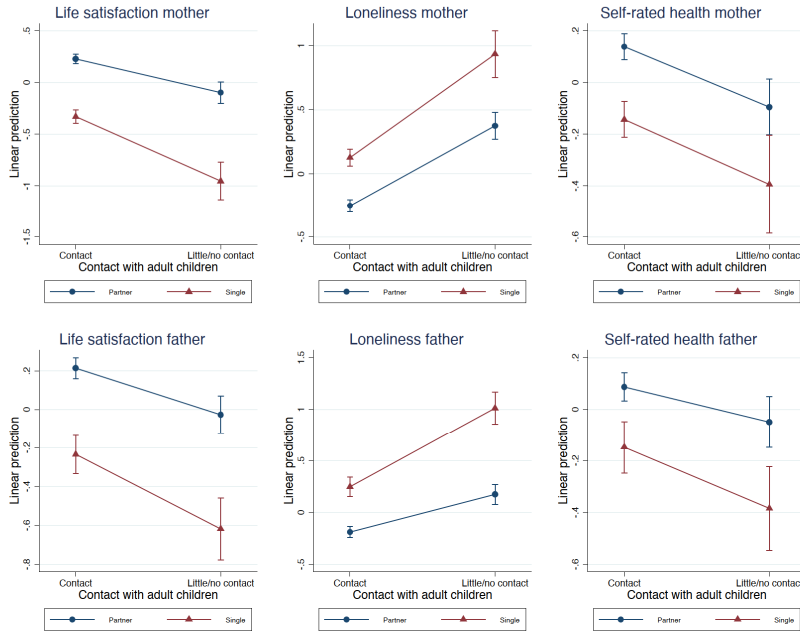 Life satisfaction mother
Linear prediction
.5
0
-.5
-1
-1.5
Contact
Little/no contact
Contact with adult children
Partner
Single
Loneliness mother
Linear prediction
1
.5
0
-.5
Contact
Little/no contact
Contact with adult children
Partner
Single
Self-rated health mother
Linear prediction
.2
0
-.2
-.4
-.6
Contact
Little/no contac
Contact with adult children
Partner
Single
Life satisfaction father
Linear prediction
.2
0
-.2
-.4
-.6
-.8
Contact
Little/no contact
Contact with adult children
Partner
Single
Loneliness father
Linear prediction
1.5
1
.5
0
-.5
Contact
Little/no contact
Contact with adult children
Partner
Single
Self-rated health father
Linear prediction
.2
0
-.2
-.4
-.6
Contact
Little/no contac
Contact with adult children
Partner
Single